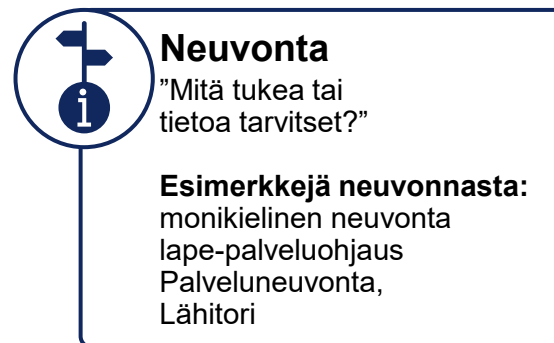 Neuvonta
”Mitä tukea tai
tietoa tarvitset?”
Esimerkkejä neuvonnasta:
monikielinen neuvonta
lape-palveluohjaus
Palveluneuvonta,
Lähitori